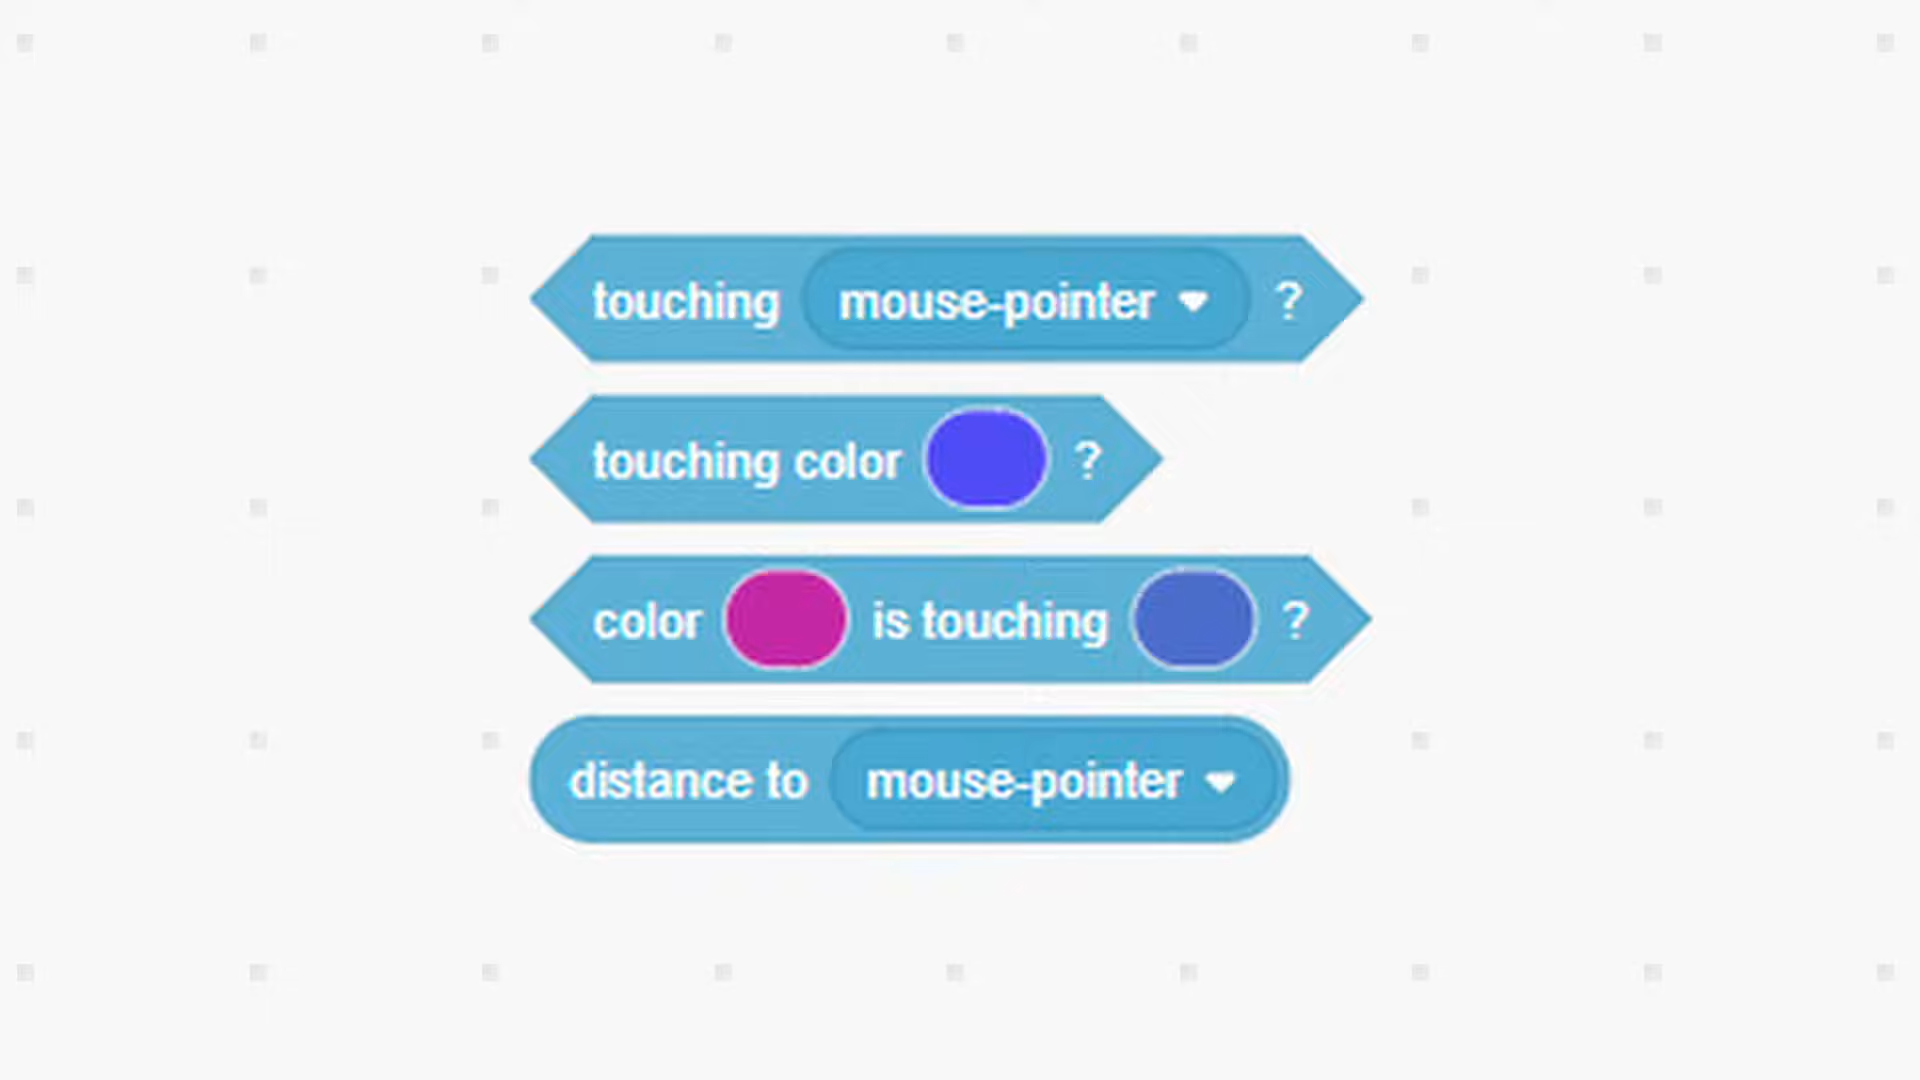 touching mouse-pointer ?
touching color ?
color is touching ?
distance to mouse-pointer